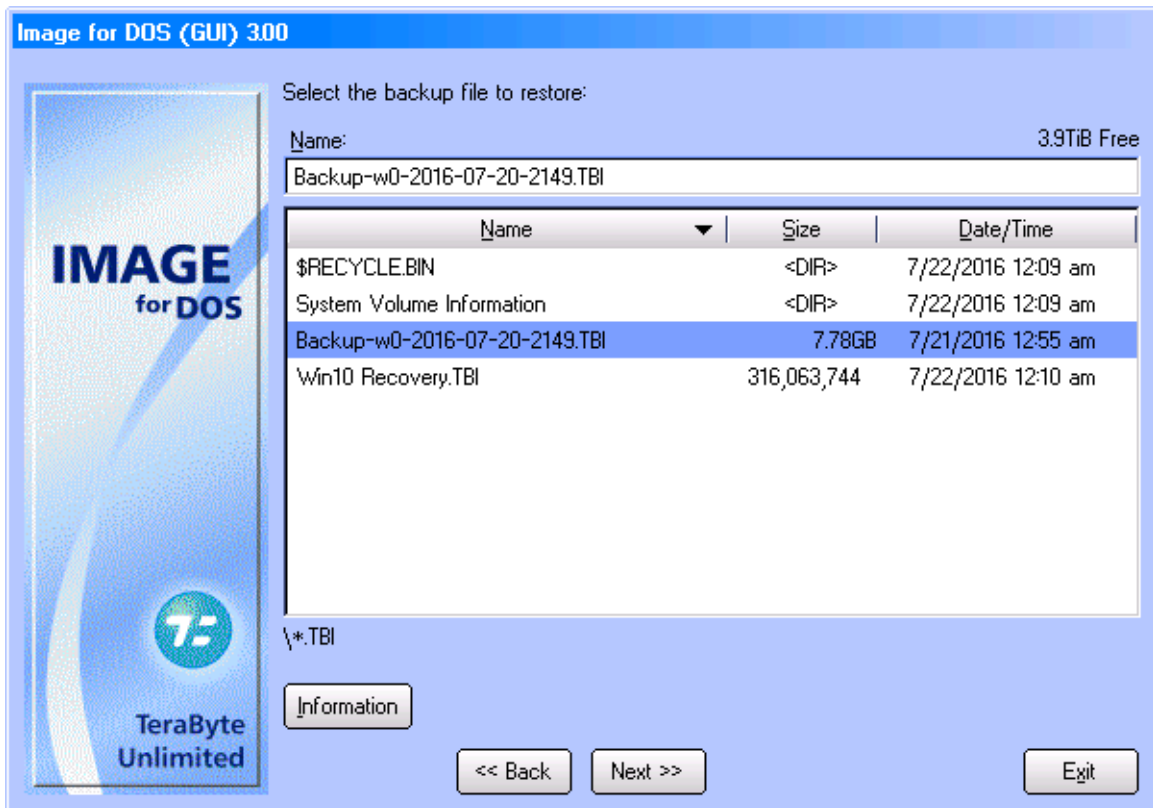 Image for DOS (GUI) 3.00
IMAGE
for DOS
TeraByte
Unlimited
Select the backup file to restore:
Name: 3.9TiB Free
Backup-w0-2016-07-20-2149.TBI
Name Size Date/Time
$RECYCLE.BIN <DIR> 7/22/2016 12:09 am
System Volume Information <DIR> 7/22/2016 12:09 am
Backup-w0-2016-07-20-2149.TBI 7.78GB 7/21/2016 12:55 am
Win10 Recovery.TBI 316,063,744 7/22/2016 12:10 am
\*.TBI
Information
<< Back Next >> Exit